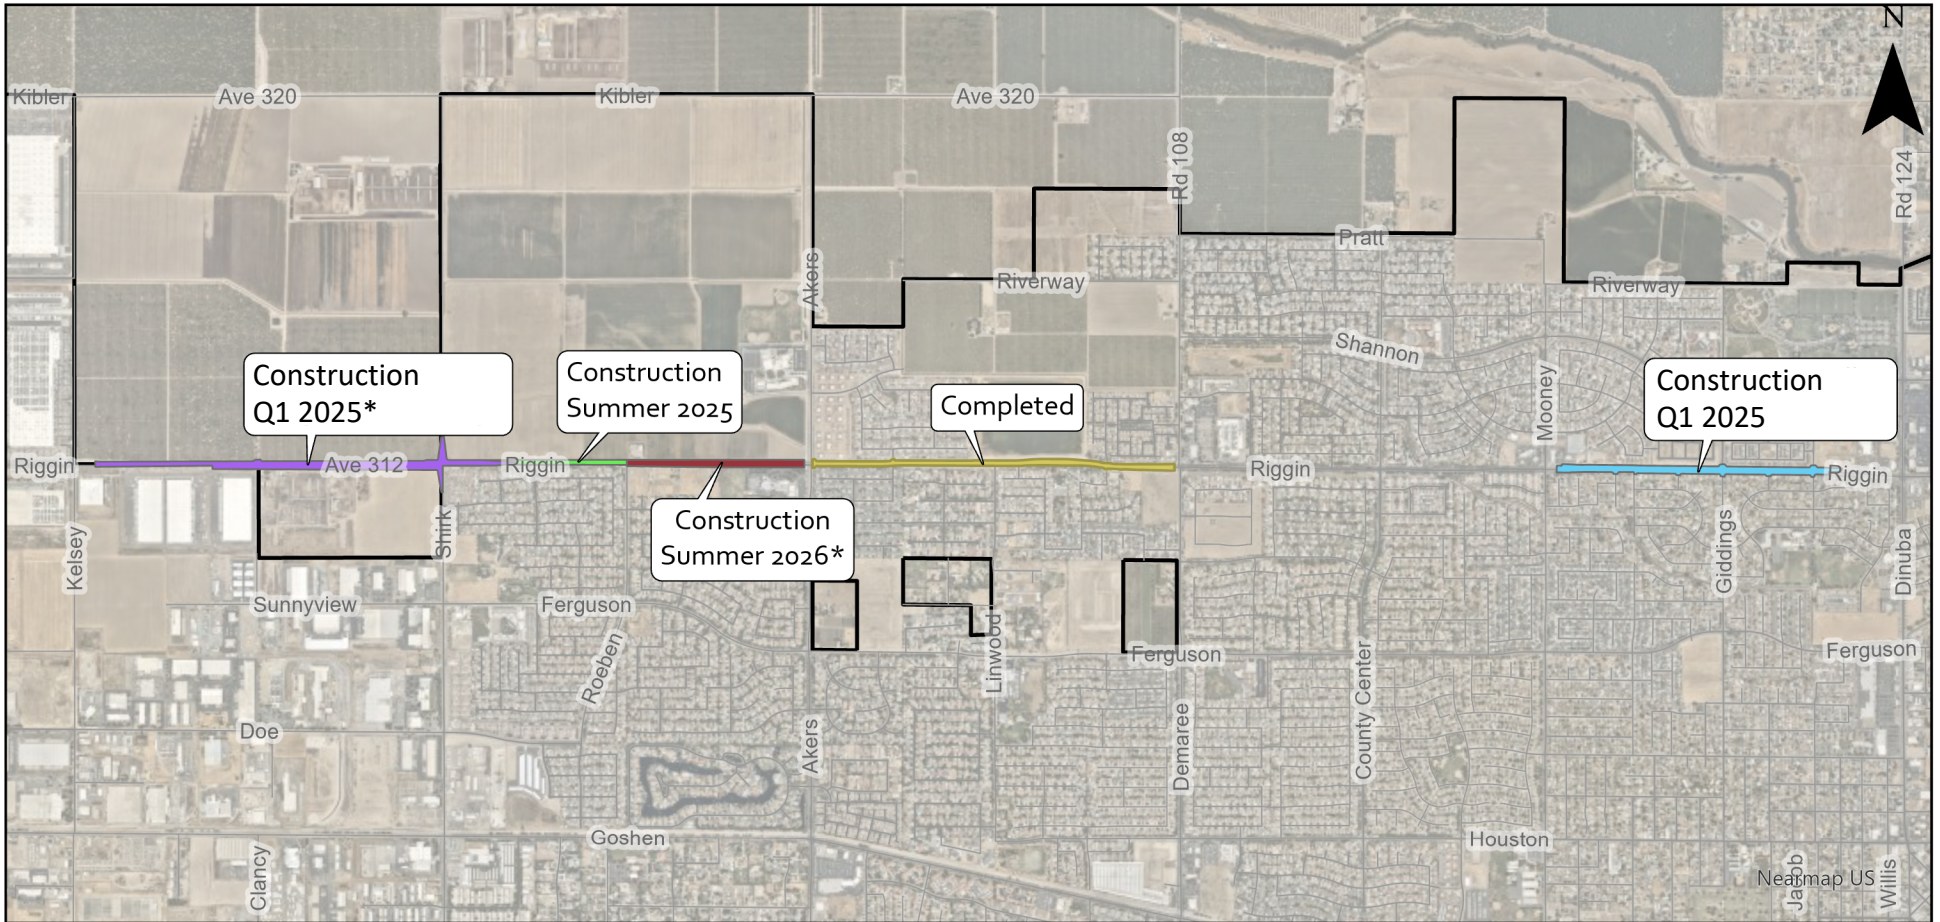 N
Kibler
Ave 320
Kibler
Ave 320
Rd 108
Rd 124
Pratt
Akers
Riverway
Riverway
Shannon
Mooney
Construction
Q1 2025*
Construction
Summer 2025
Completed
Construction
Q1 2025
Riggin
Ave 312
Riggin
Riggin
Riggin
Construction
Summer 2026*
Kelsey
Shirk
Giddings
Dinuba
Sunnyview
Ferguson
Roeben
Linwood
Ferguson
County Center
Ferguson
Doe
Akers
Demaree
Goshen
Houston
Clancy
Jacob
Willis
Nearmap US